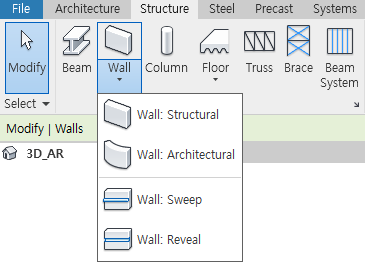 File Architecture Structure Steel Precast Systems
Modify Beam Wall Column Floor Truss Brace Beam System
Select
Wall: Structural
Modify | Walls
Wall: Architectural
3D_AR
Wall: Sweep
Wall: Reveal